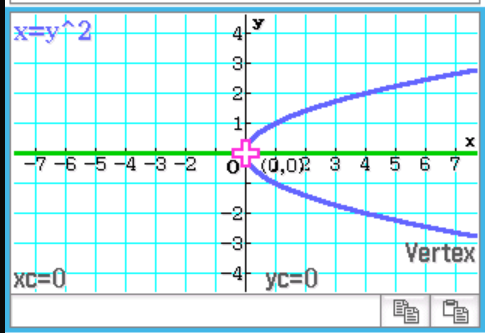 x=y^2
y
4
3
2
1
x
-7 -6 -5 -4 -3 -2 O (0,0) 2 3 4 5 6 7
-2
-3
Vertex
-4
xc=0 yc=0